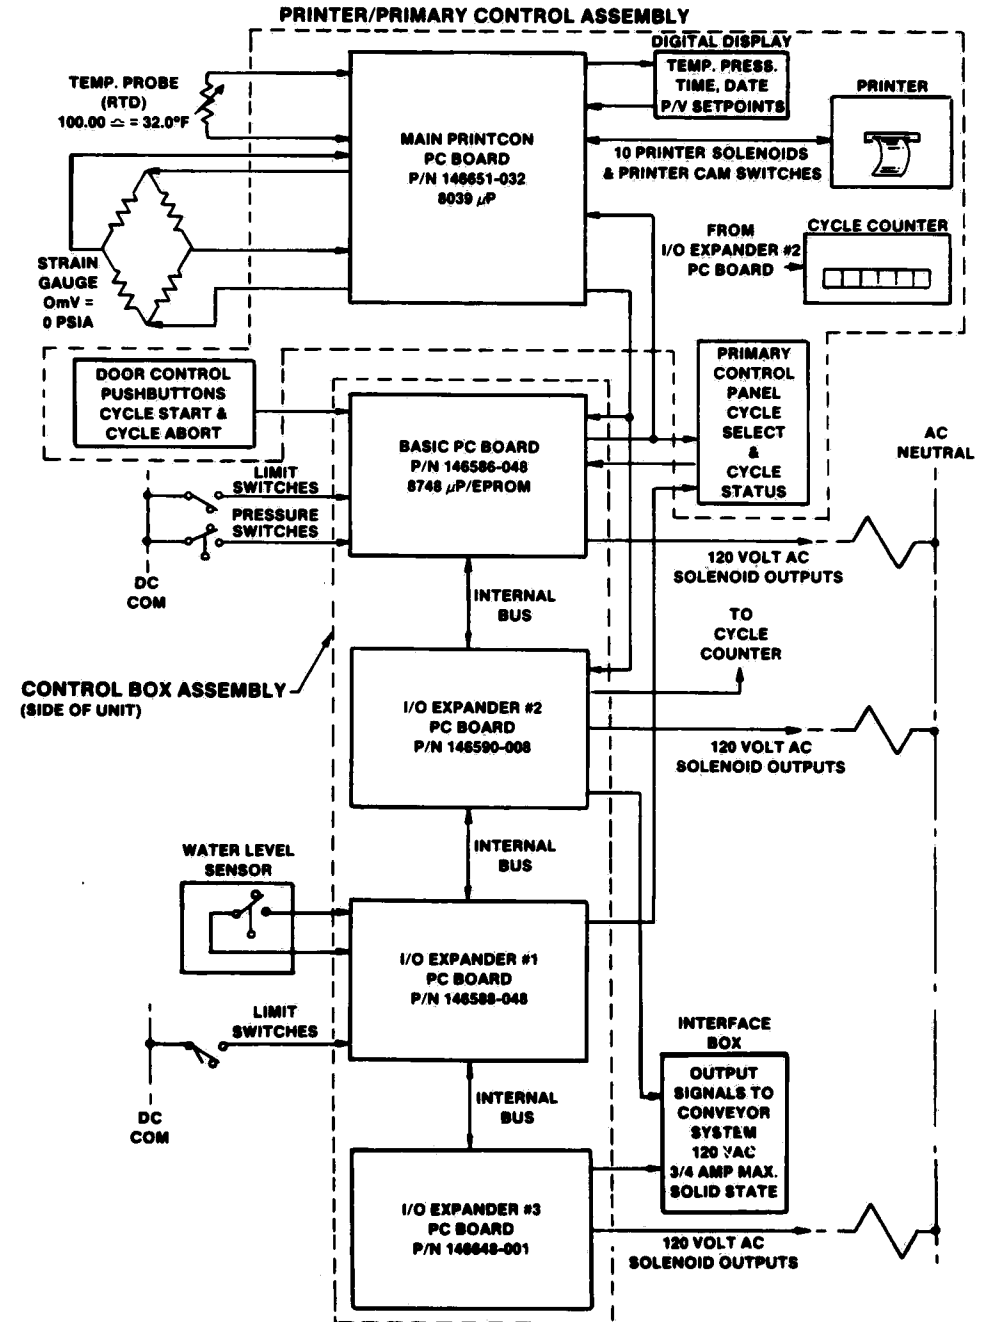 PRINTER/PRIMARY CONTROL ASSEMBLY
DIGITAL DISPLAY
TEMP. PRESS.
TIME, DATE
P/V SETPOINTS
TEMP. PROBE
(RTD)
100.00 ≏ = 32.0°F
PRINTER
MAIN PRINTCON
PC BOARD
P/N 146651-032
8039 µP
10 PRINTER SOLENOIDS
& PRINTER CAM SWITCHES
FROM
I/O EXPANDER #2
PC BOARD
CYCLE COUNTER
STRAIN
GAUGE
OmV =
0 PSIA
DOOR CONTROL
PUSHBUTTONS
CYCLE START &
CYCLE ABORT
PRIMARY
CONTROL
PANEL
CYCLE
SELECT
&
CYCLE
STATUS
AC
NEUTRAL
BASIC PC BOARD
P/N 146586-048
8748 µP/EPROM
LIMIT
SWITCHES
PRESSURE
SWITCHES
DC
COM
120 VOLT AC
SOLENOID OUTPUTS
INTERNAL
BUS
TO
CYCLE
COUNTER
CONTROL BOX ASSEMBLY
(SIDE OF UNIT)
I/O EXPANDER #2
PC BOARD
P/N 146590-008
120 VOLT AC
SOLENOID OUTPUTS
INTERNAL
BUS
WATER LEVEL
SENSOR
I/O EXPANDER #1
PC BOARD
P/N 146588-048
LIMIT
SWITCHES
DC
COM
INTERFACE
BOX
OUTPUT
SIGNALS TO
CONVEYOR
SYSTEM
120 VAC
3/4 AMP MAX.
SOLID STATE
INTERNAL
BUS
I/O EXPANDER #3
PC BOARD
P/N 146648-001
120 VOLT AC
SOLENOID OUTPUTS